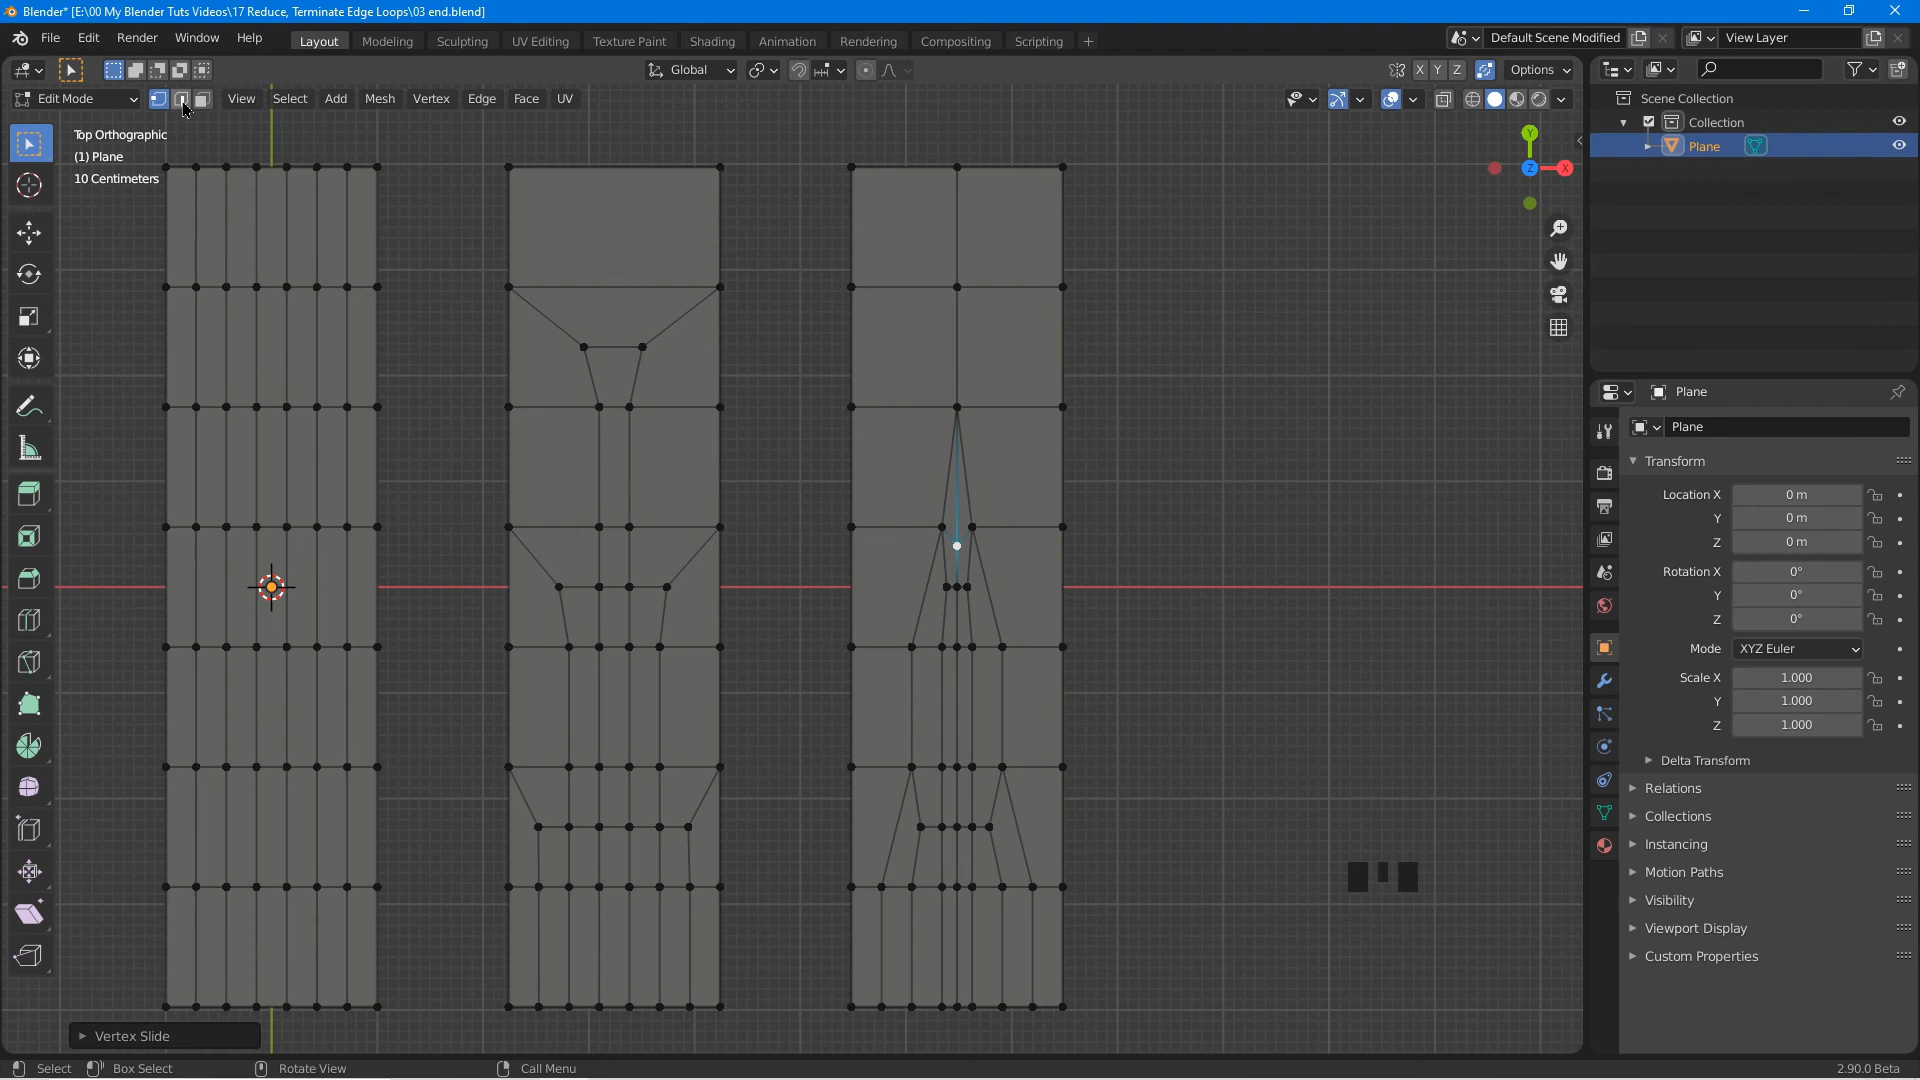 Blender* [E:\00 My Blender Tuts Videos\17 Reduce, Terminate Edge Loops\03 end.blend]
File Edit Render Window Help Layout Modeling Sculpting UV Editing Texture Paint Shading Animation Rendering Compositing Scripting + Default Scene Modified View Layer
Global X Y Z Options
Edit Mode View Select Add Mesh Vertex Edge Face UV
Top Orthographic
(1) Plane
10 Centimeters
Y
Z X
Vertex Slide
Scene Collection
Collection
Plane
Plane
Plane
Transform
Location X 0 m
Y 0 m
Z 0 m
Rotation X 0°
Y 0°
Z 0°
Mode XYZ Euler
Scale X 1.000
Y 1.000
Z 1.000
Delta Transform
Relations
Collections
Instancing
Motion Paths
Visibility
Viewport Display
Custom Properties
Select Box Select Rotate View Call Menu 2.90.0 Beta